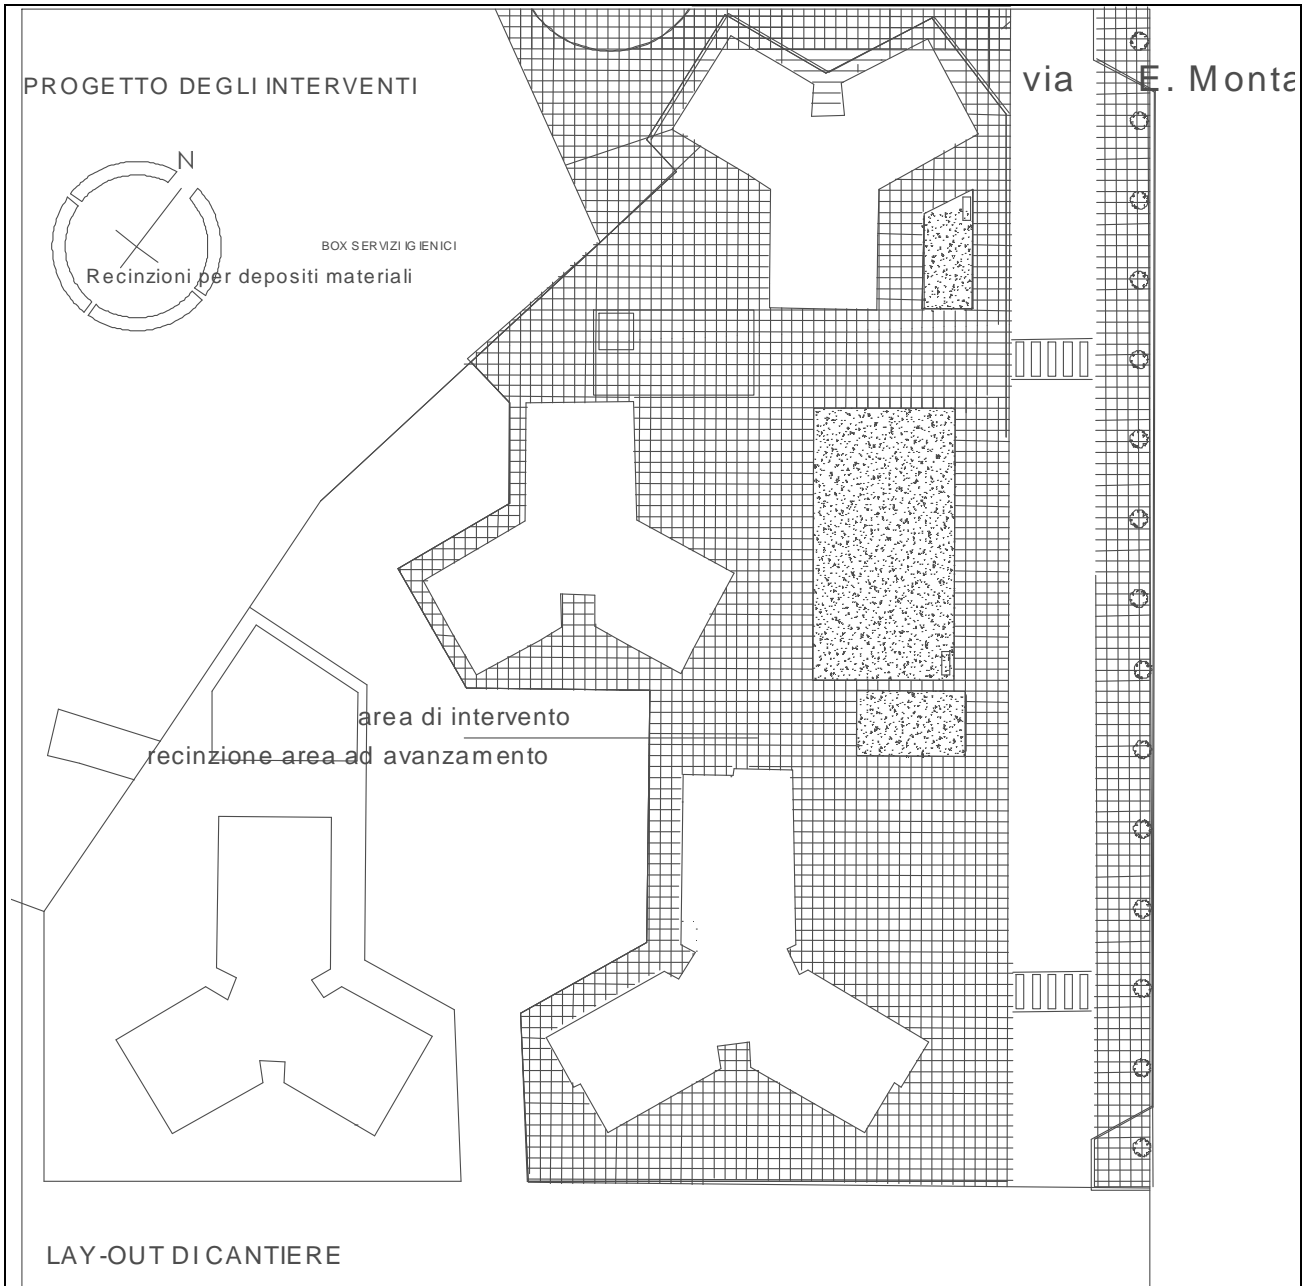 PROGETTO DEGLI INTERVENTI
via E. Monta
N
BOX SERVIZI IGIENICI
Recinzioni per depositi materiali
area di intervento
recinzione area ad avanzamento
LAY-OUT DI CANTIERE